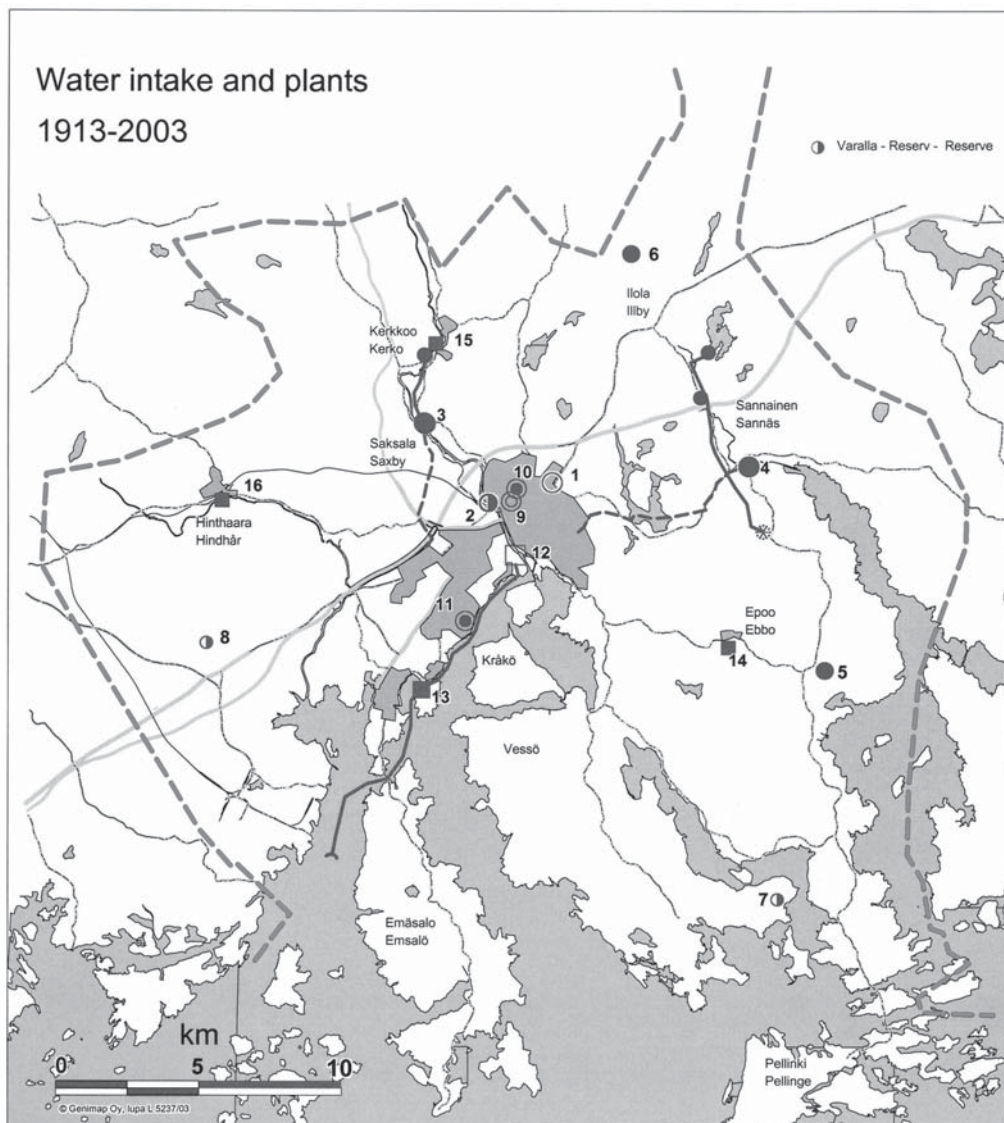 Water intake and plants
1913-2003
Varalla - Reserv - Reserve
6
Ilola
Illby
Kerkkoo
Kerko
15
3
Sannainen
Sannäs
Saksala
Saxby
4
10
1
16
2
9
Hinthaara
Hindhår
12
11
Epoo
Ebbo
8
14
5
Kråkö
13
Vessö
7
Emäsalo
Emsalö
km
0
5
10
Pellinki
Pellinge
© Genimap Oy, lupa L 5237/03